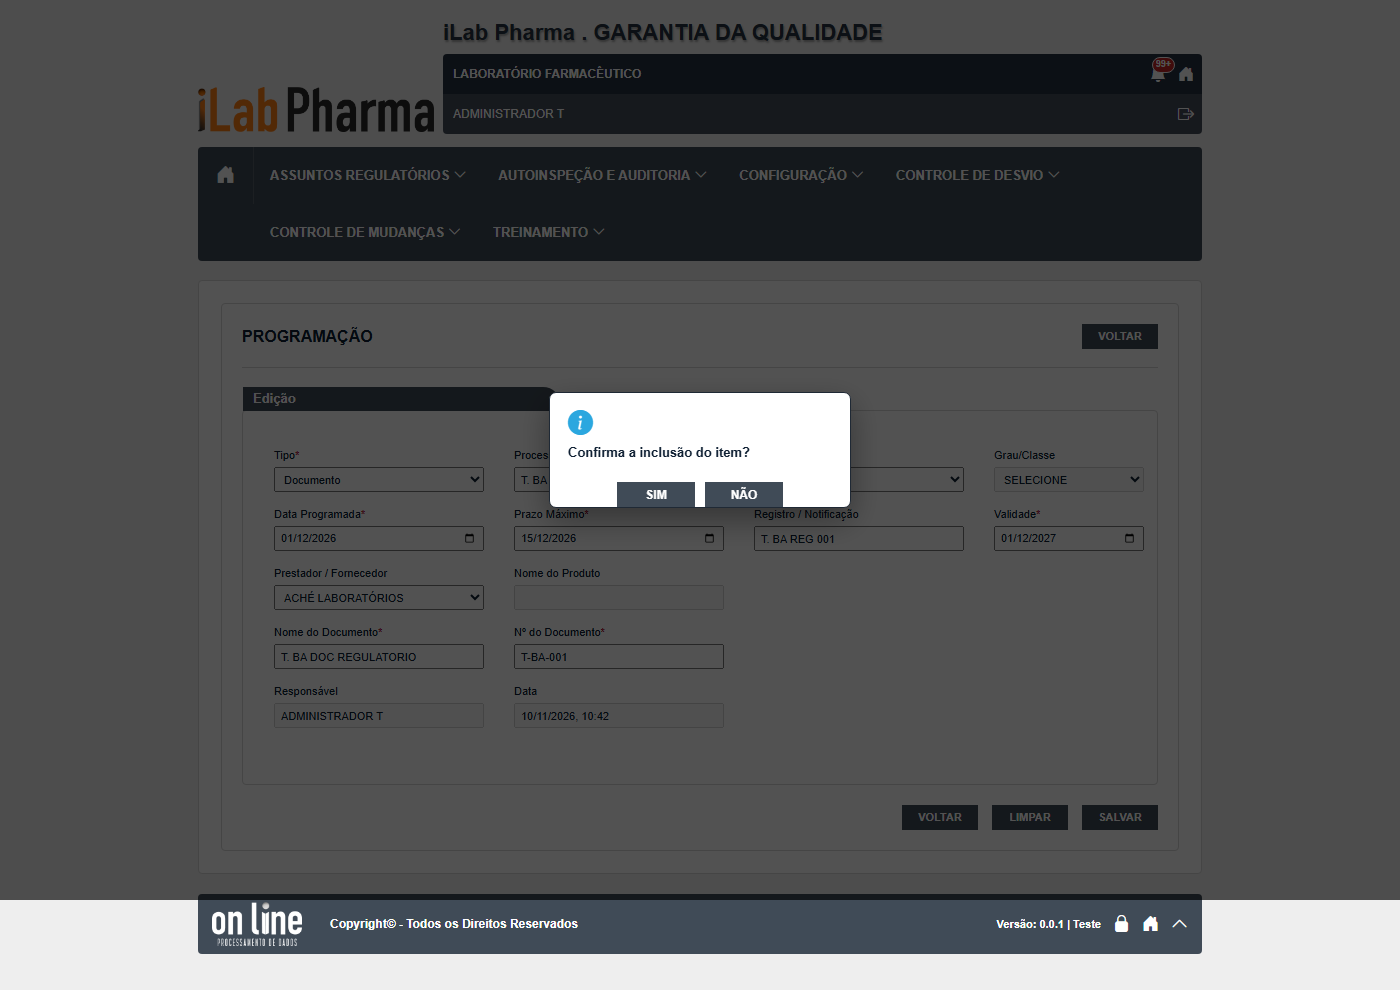 iLab Pharma . GARANTIA DA QUALIDADE
LABORATÓRIO FARMACÊUTICO
99+
iLab Pharma
ADMINISTRADOR T
ASSUNTOS REGULATÓRIOS
AUTOINSPEÇÃO E AUDITORIA
CONFIGURAÇÃO
CONTROLE DE DESVIO
CONTROLE DE MUDANÇAS
TREINAMENTO
PROGRAMAÇÃO
VOLTAR
Edição
i
Confirma a inclusão do item?
SIM
NÃO
Tipo*
Grau/Classe
Documento
T. BA
SELECIONE
Data Programada*
Prazo Máximo*
Registro / Notificação
Validade*
01/12/2026
15/12/2026
T. BA REG 001
01/12/2027
Prestador / Fornecedor
Nome do Produto
ACHÉ LABORATÓRIOS
Nome do Documento*
Nº do Documento*
T. BA DOC REGULATORIO
T-BA-001
Responsável
Data
ADMINISTRADOR T
10/11/2026, 10:42
VOLTAR
LIMPAR
SALVAR
on line
PROCESSAMENTO DE DADOS
Copyright© - Todos os Direitos Reservados
Versão: 0.0.1 | Teste